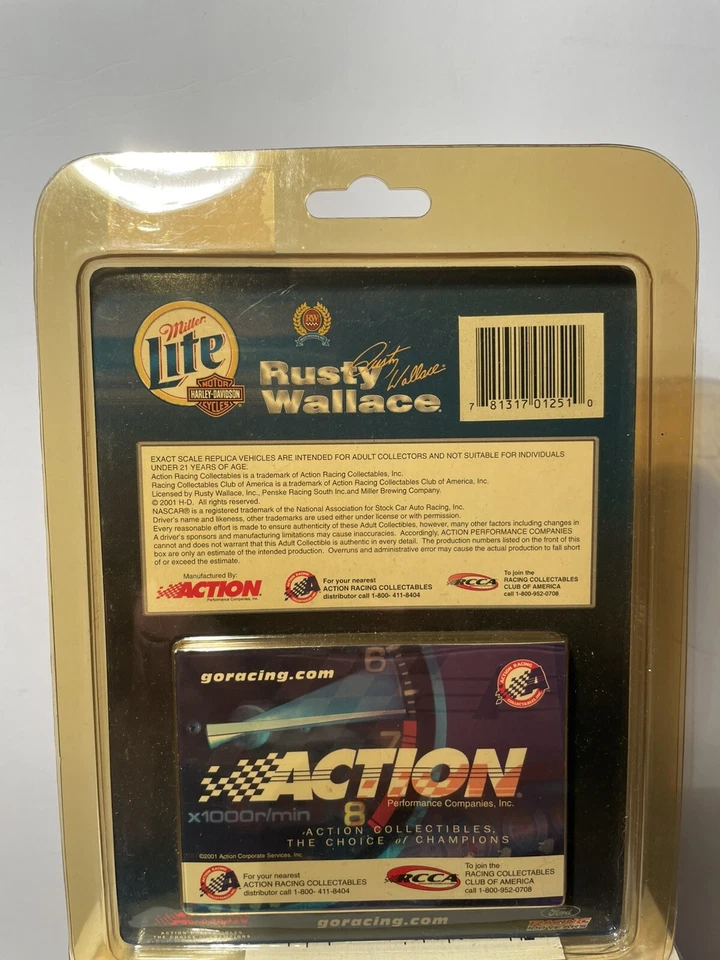 Miller
Lite
MOTOR
HARLEY-DAVIDSON
CYCLES
RW
Rusty
Wallace
Rusty
Wallace
7 81317 01251 0
EXACT SCALE REPLICA VEHICLES ARE INTENDED FOR ADULT COLLECTORS AND NOT SUITABLE FOR INDIVIDUALS
UNDER 21 YEARS OF AGE.
Action Racing Collectables is a trademark of Action Racing Collectables, Inc.
Racing Collectables Club of America is a trademark of Action Racing Collectables Club of America, Inc.
Licensed by Rusty Wallace, Inc., Penske Racing South Inc.and Miller Brewing Company.
© 2001 H-D. All rights reserved.
NASCAR® is a registered trademark of the National Association for Stock Car Auto Racing, Inc.
Driver's name and likeness, other trademarks are used either under license or with permission.
Every reasonable effort is made to ensure authenticity of these Adult Collectibles, however, many other factors including changes in
A driver's sponsors and manufacturing limitations may cause inaccuracies. Accordingly, ACTION PERFORMANCE COMPANIES
cannot and does not warrant that this Adult Collectible is authentic in every detail. The production numbers listed on the front of this
box are only an estimate of the intended production. Overruns and administrative error may cause the actual production to fall short
of or exceed the estimate.
Manufactured By:
ACTION
Performance Companies, Inc.
For your nearest
ACTION RACING COLLECTABLES
distributor call 1-800- 411-8404
RCCA
To join the
RACING COLLECTABLES
CLUB OF AMERICA
call 1-800-952-0708
goracing.com
6
7
8
ACTION RACING
COLLECTABLES
ACTION
Performance Companies, Inc.
x1000r/min
ACTION COLLECTIBLES,
THE CHOICE of CHAMPIONS
©2001 Action Corporate Services, Inc.
For your nearest
ACTION RACING COLLECTABLES
distributor call 1-800- 411-8404
RCCA
To join the
RACING COLLECTABLES
CLUB OF AMERICA
call 1-800-952-0708
ACTION COLLECTIBLES,
THE CHOICE of CHAMPIONS
goracing.com
Ford